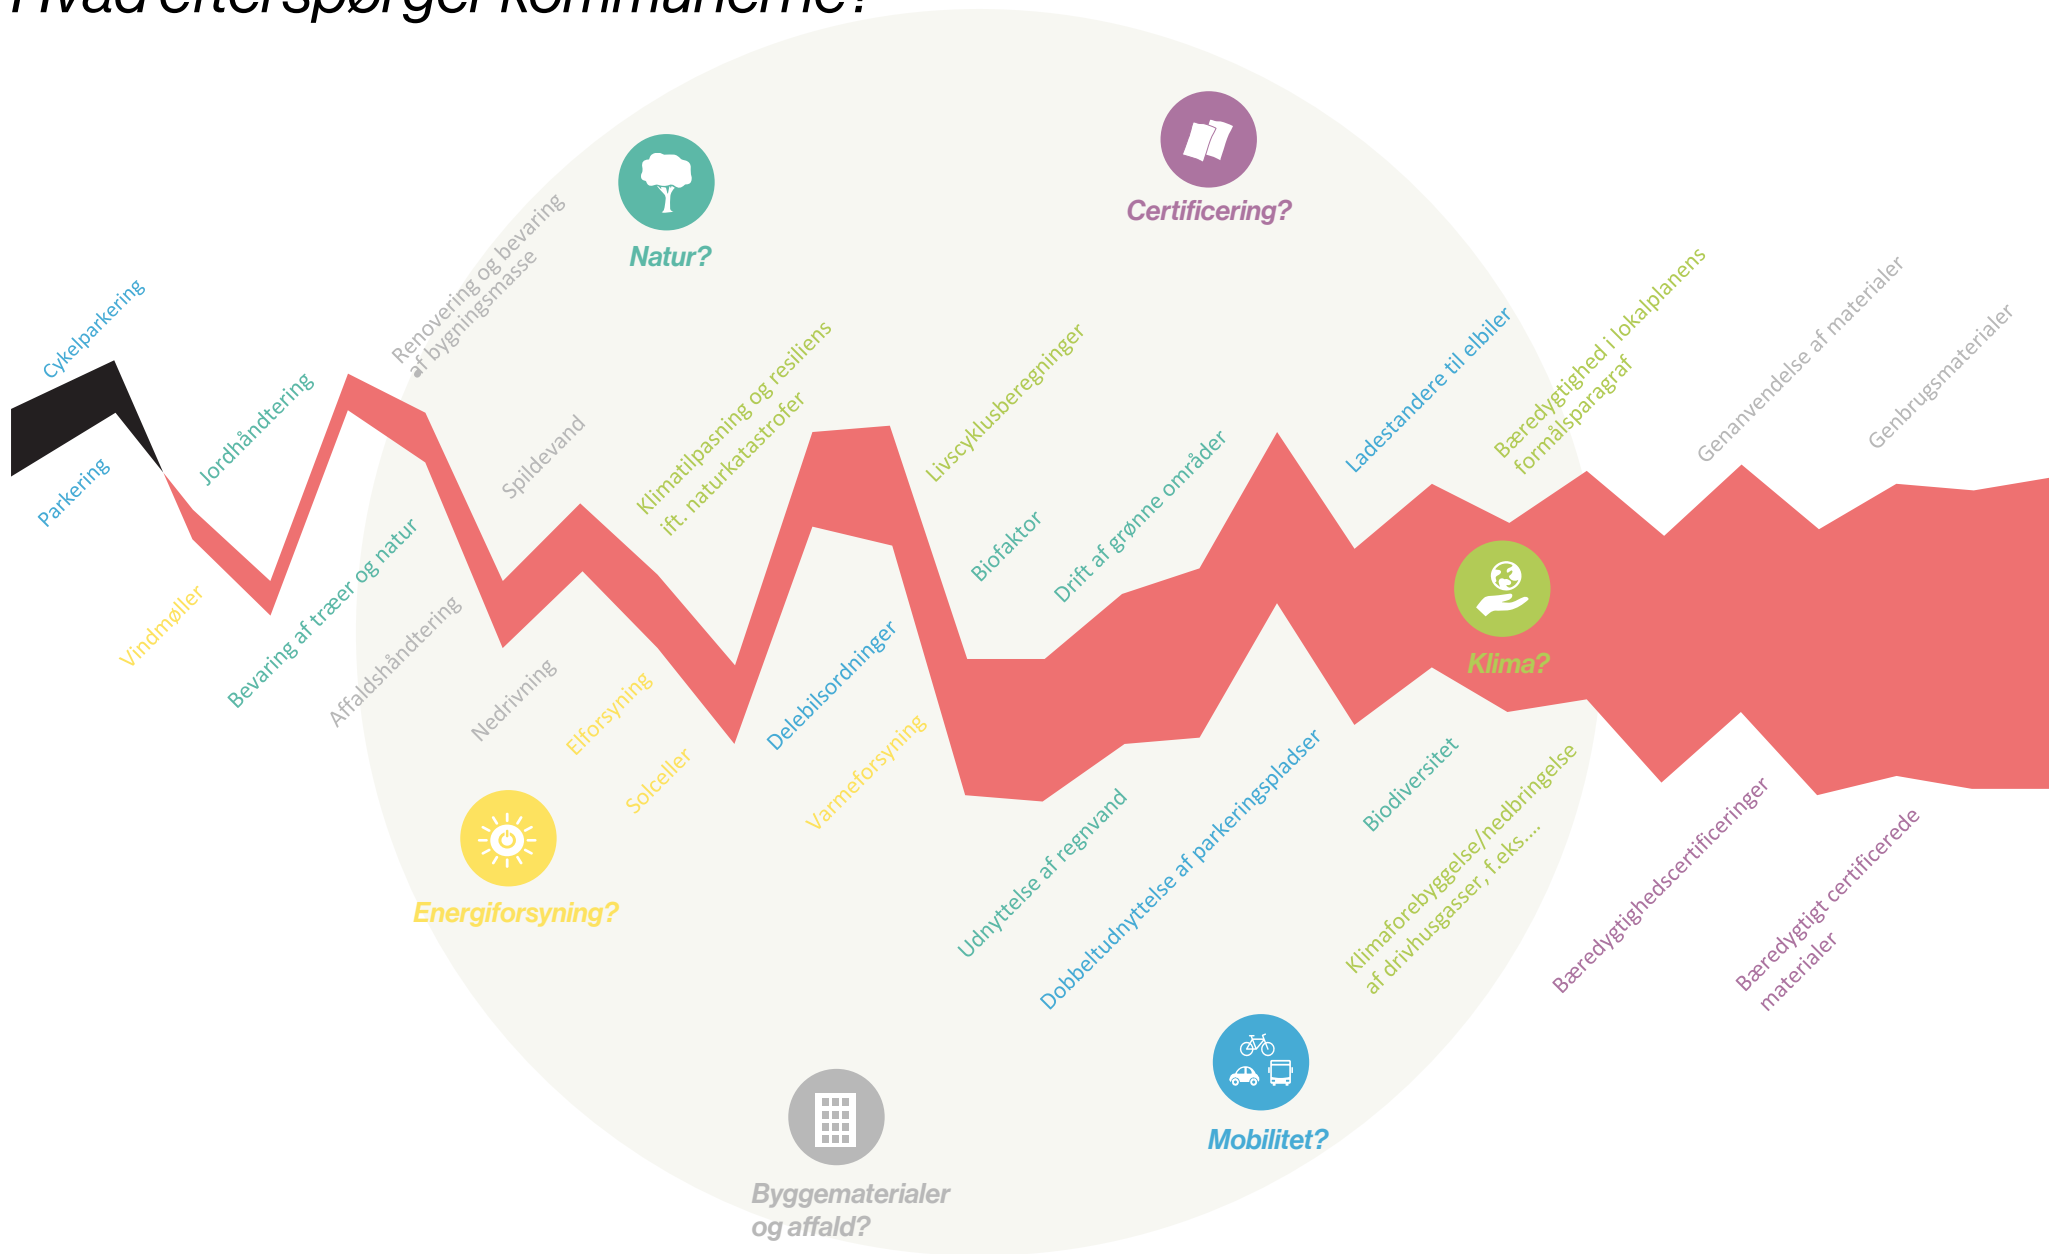 Hvad efterspørger kommunerne?
Certificering?
Natur?
Cykelparkering
Parkering
Vindmøller
Jordhåndtering
Bevaring af træer og natur
Renovering og bevaring
af bygningsmasse
Affaldshåndtering
Spildevand
Nedrivning
Elforsyning
Solceller
Klimatilpasning og resiliens
ift. naturkatastrofer
Delebilsordninger
Varmeforsyning
Livscyklusberegninger
Biofaktor
Udnyttelse af regnvand
Drift af grønne områder
Dobbeltudnyttelse af parkeringspladser
Ladestandere til elbiler
Biodiversitet
Klimaforebyggelse/nedbringelse
af drivhusgasser, f.eks....
Bæredygtighed i lokalplanens
formålsparagraf
Klima?
Bæredygtighedscertificeringer
Genanvendelse af materialer
Bæredygtigt certificerede
materialer
Genbrugsmaterialer
Energiforsyning?
Mobilitet?
Byggematerialer
og affald?